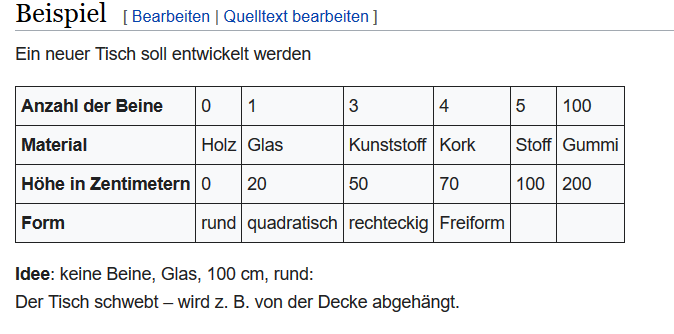 Beispiel [ Bearbeiten | Quelltext bearbeiten ]
Ein neuer Tisch soll entwickelt werden
Anzahl der Beine 0 1 3 4 5 100
Material Holz Glas Kunststoff Kork Stoff Gummi
Höhe in Zentimetern 0 20 50 70 100 200
Form rund quadratisch rechteckig Freiform
Idee: keine Beine, Glas, 100 cm, rund:
Der Tisch schwebt – wird z. B. von der Decke abgehängt.